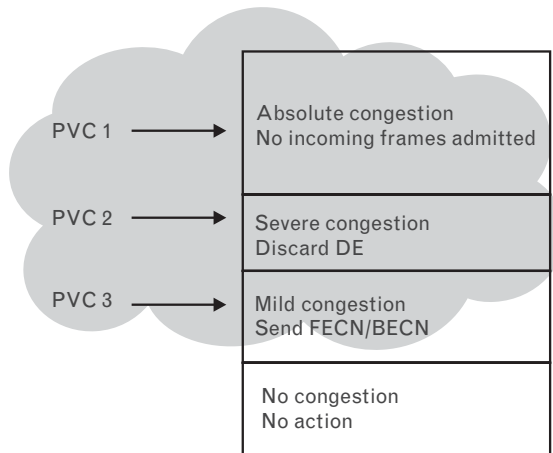 PVC 1
Absolute congestion
No incoming frames admitted
PVC 2
Severe congestion
Discard DE
PVC 3
Mild congestion
Send FECN/BECN
No congestion
No action